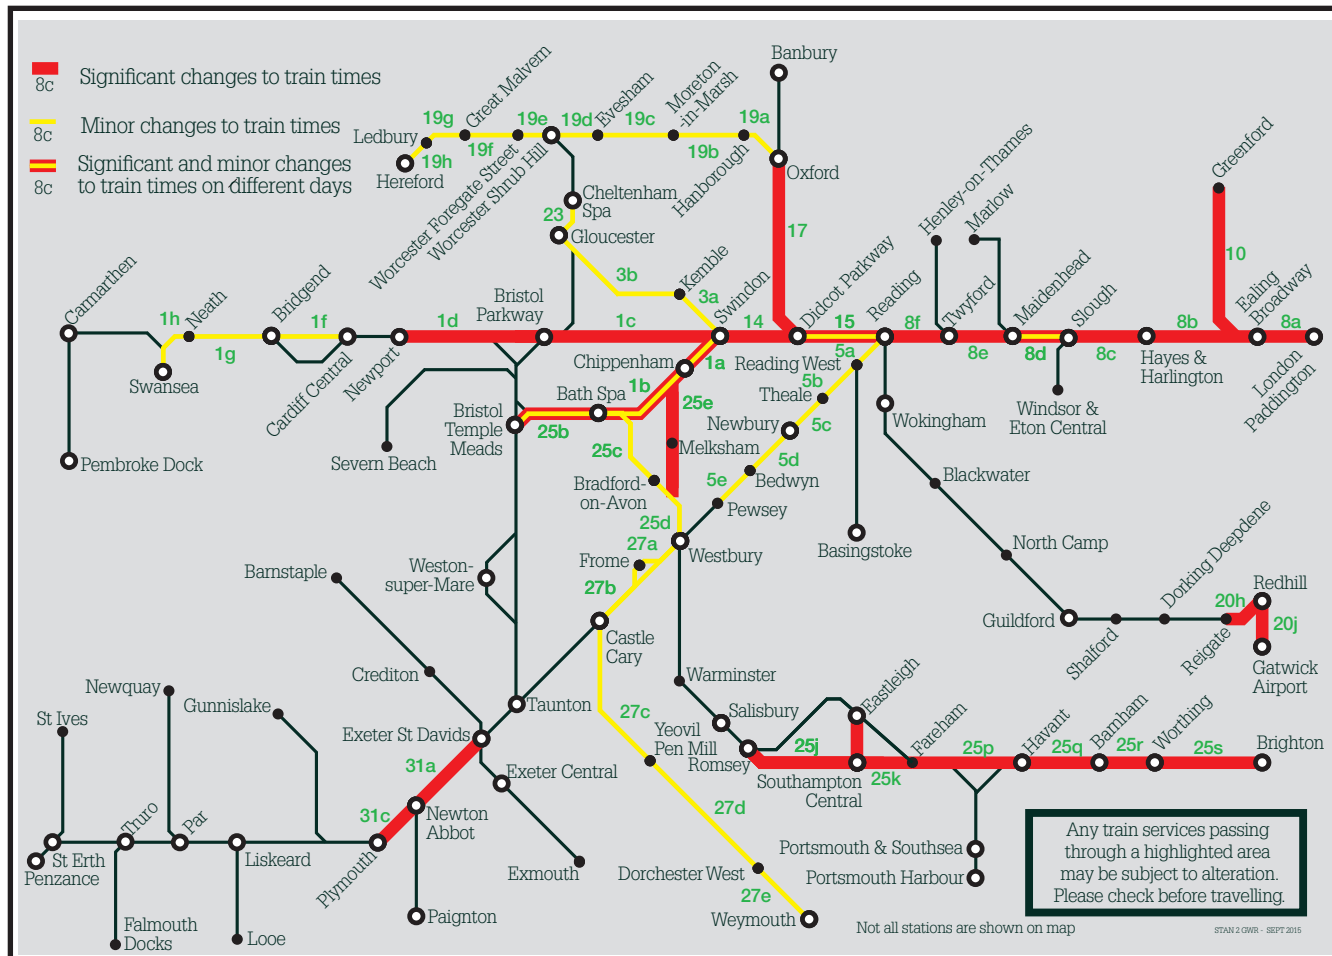 Significant changes to train times
8c
Minor changes to train times
8c
Significant and minor changes
to train times on different days
8c
Banbury
Great Malvern
Evesham
Moreton
-in-Marsh
19g
19e
19d
19c
19a
Ledbury
19h
19f
19b
Hereford
Worcester Foregate Street
Worcester Shrub Hill
Hanborough
Oxford
Greenford
Henley-on-Thames
Marlow
Cheltenham
Spa
23
Gloucester
17
10
3b
Kemble
3a
Swindon
Didcot Parkway
Reading
Twyford
Maidenhead
Slough
Ealing
Broadway
Carmarthen
Neath
Bridgend
Bristol
Parkway
1h
1g
1f
1d
1c
14
15
8f
8e
8d
8c
8b
8a
Swansea
Cardiff Central
Newport
Chippenham
1a
Reading West
5a
Hayes &
Harlington
London
Paddington
Bath Spa
1b
25e
Theale
5b
Wokingham
Windsor &
Eton Central
Bristol
Temple
Meads
25b
25c
Newbury
5c
Melksham
5d
Severn Beach
Pembroke Dock
Bradford-
on-Avon
5e
Bedwyn
Blackwater
Pewsey
25d
27a
Westbury
Basingstoke
North Camp
Dorking Deepdene
Barnstaple
Weston-
super-Mare
Frome
27b
Redhill
20h
Guildford
Shalford
Reigate
20j
Gatwick
Airport
Castle
Cary
Crediton
Newquay
Gunnislake
St Ives
Taunton
Warminster
Eastleigh
27c
Salisbury
Fareham
Havant
Barnham
Worthing
Exeter St Davids
Yeovil
Pen Mill
Romsey
25j
25p
25q
25r
25s
Brighton
31a
Exeter Central
Southampton
Central
25k
31c
Newton
Abbot
27d
Truro
Par
St Erth
Penzance
Liskeard
Plymouth
Exmouth
Dorchester West
27e
Portsmouth & Southsea
Portsmouth Harbour
Any train services passing
through a highlighted area
may be subject to alteration.
Please check before travelling.
Falmouth
Docks
Looe
Paignton
Weymouth
Not all stations are shown on map
STAN 2 GWR - SEPT 2015